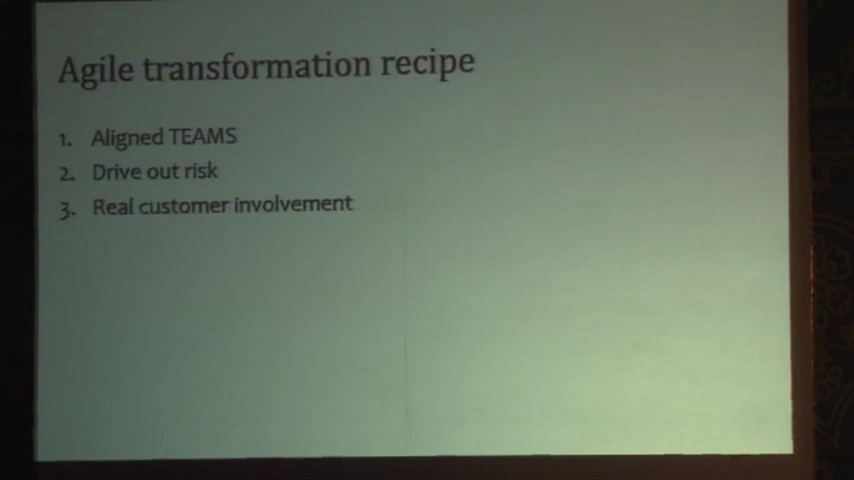 Agile transformation recipe
1. Aligned TEAMS
2. Drive out risk
3. Real customer involvement